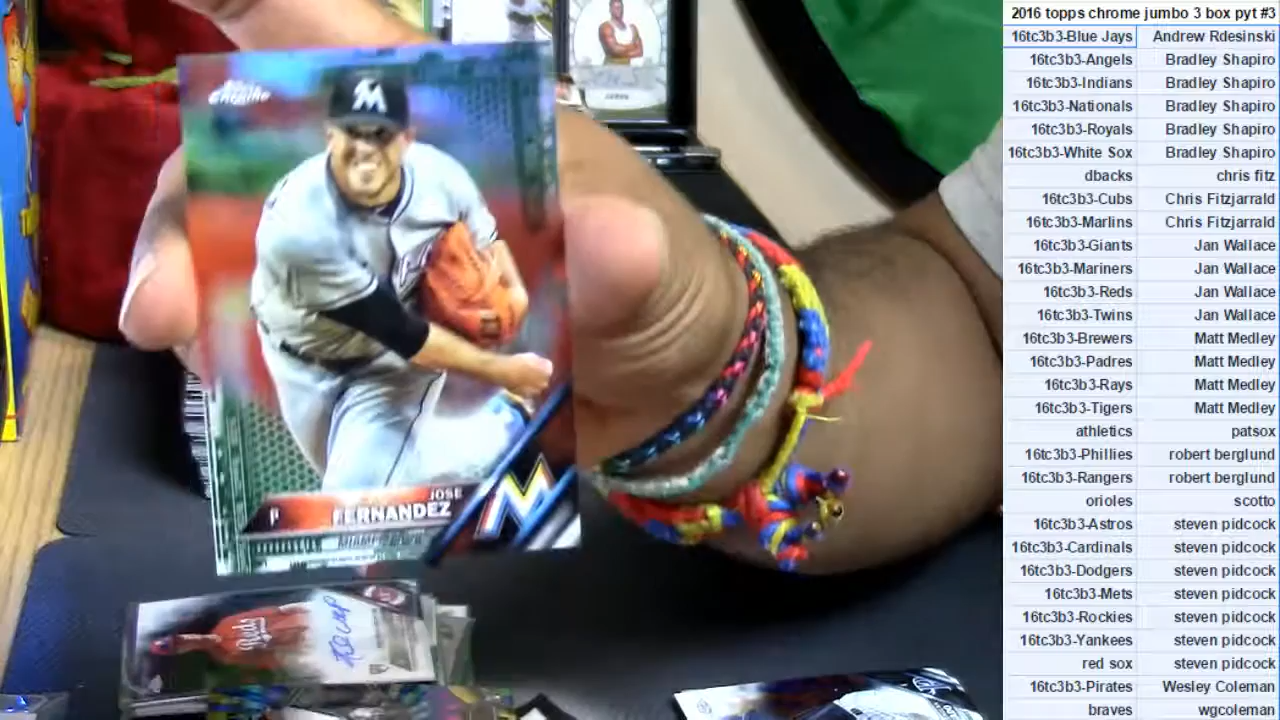 2016 topps chrome jumbo 3 box pyt #3
16tc3b3-Blue Jays Andrew Rdesinski
16tc3b3-Angels Bradley Shapiro
16tc3b3-Indians Bradley Shapiro
16tc3b3-Nationals Bradley Shapiro
16tc3b3-Royals Bradley Shapiro
16tc3b3-White Sox Bradley Shapiro
dbacks chris fitz
16tc3b3-Cubs Chris Fitzjarrald
16tc3b3-Marlins Chris Fitzjarrald
16tc3b3-Giants Jan Wallace
16tc3b3-Mariners Jan Wallace
16tc3b3-Reds Jan Wallace
16tc3b3-Twins Jan Wallace
16tc3b3-Brewers Matt Medley
16tc3b3-Padres Matt Medley
16tc3b3-Rays Matt Medley
16tc3b3-Tigers Matt Medley
athletics patsox
16tc3b3-Phillies robert berglund
16tc3b3-Rangers robert berglund
orioles scotto
16tc3b3-Astros steven pidcock
16tc3b3-Cardinals steven pidcock
16tc3b3-Dodgers steven pidcock
16tc3b3-Mets steven pidcock
16tc3b3-Rockies steven pidcock
16tc3b3-Yankees steven pidcock
red sox steven pidcock
16tc3b3-Pirates Wesley Coleman
braves wgcoleman
Chrome
M
JOSE
P FERNANDEZ
M
Reds